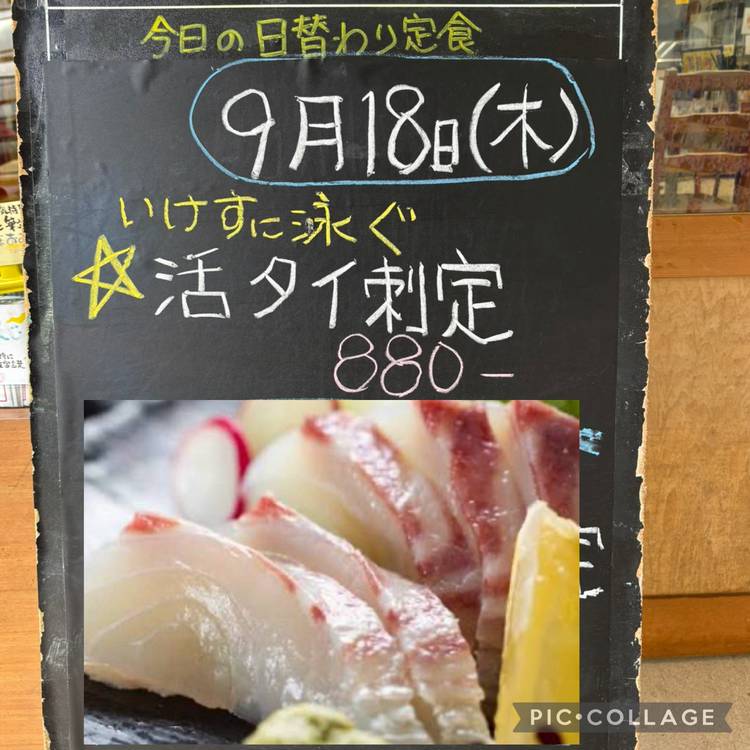 今日の日替わり定食
9月18日(木)
いけすに泳ぐ
☆活タイ刺定
880-
PIC•COLLAGE